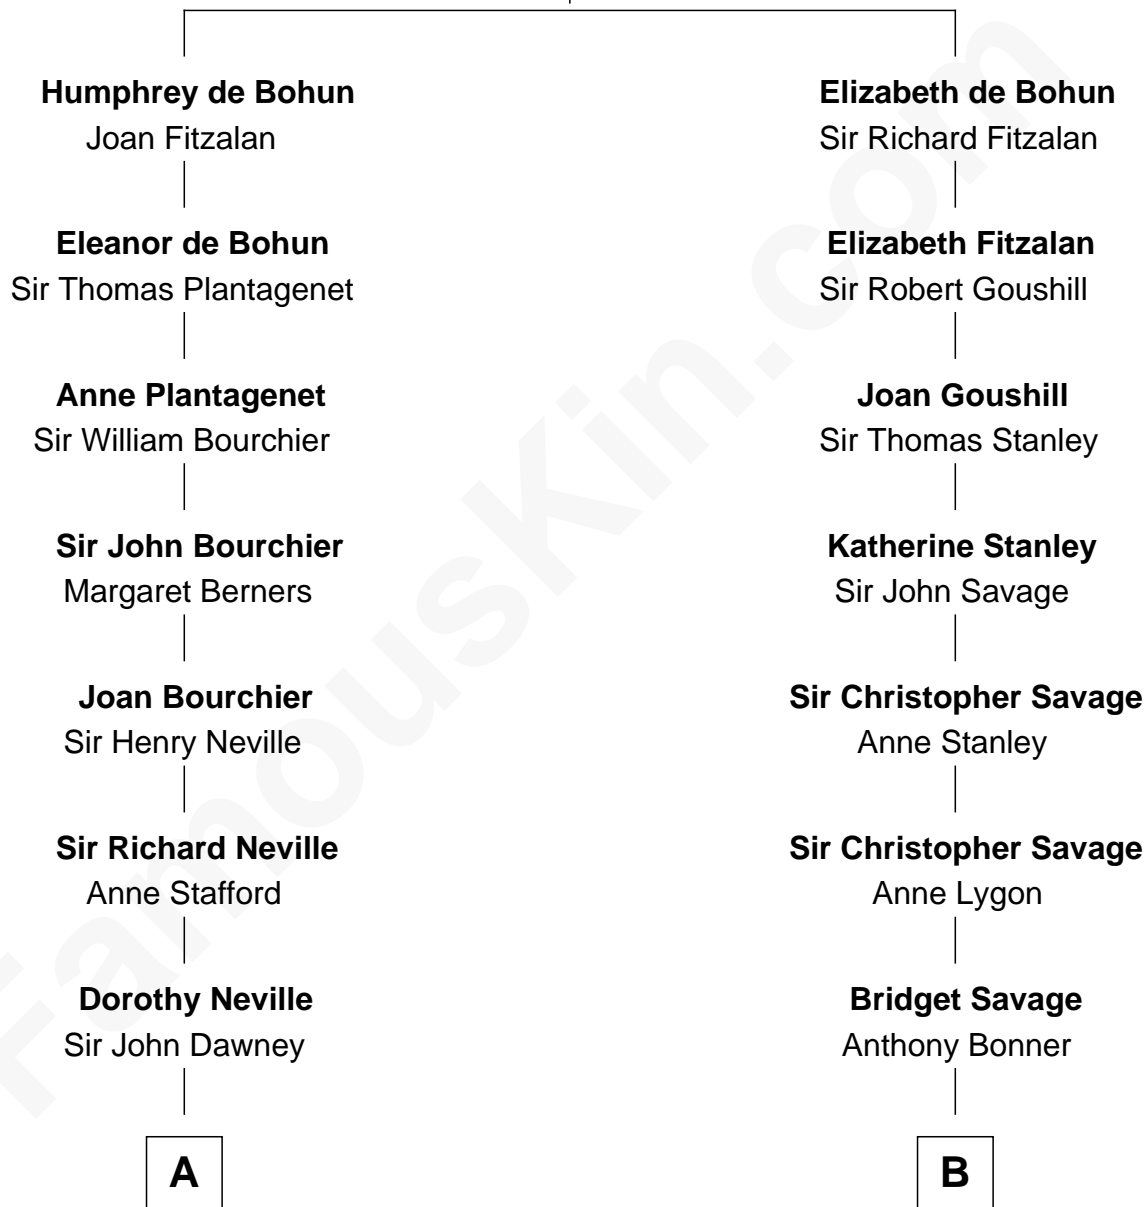 Humphrey de Bohun
Joan Fitzalan
Eleanor de Bohun
Sir Thomas Plantagenet
Anne Plantagenet
Sir William Bourchier
Sir John Bourchier
Margaret Berners
Joan Bourchier
Sir Henry Neville
Sir Richard Neville
Anne Stafford
Dorothy Neville
Sir John Dawney
A
Elizabeth de Bohun
Sir Richard Fitzalan
Elizabeth Fitzalan
Sir Robert Goushill
Joan Goushill
Sir Thomas Stanley
Katherine Stanley
Sir John Savage
Sir Christopher Savage
Anne Stanley
Sir Christopher Savage
Anne Lygon
Bridget Savage
Anthony Bonner
B
FamousKin.com